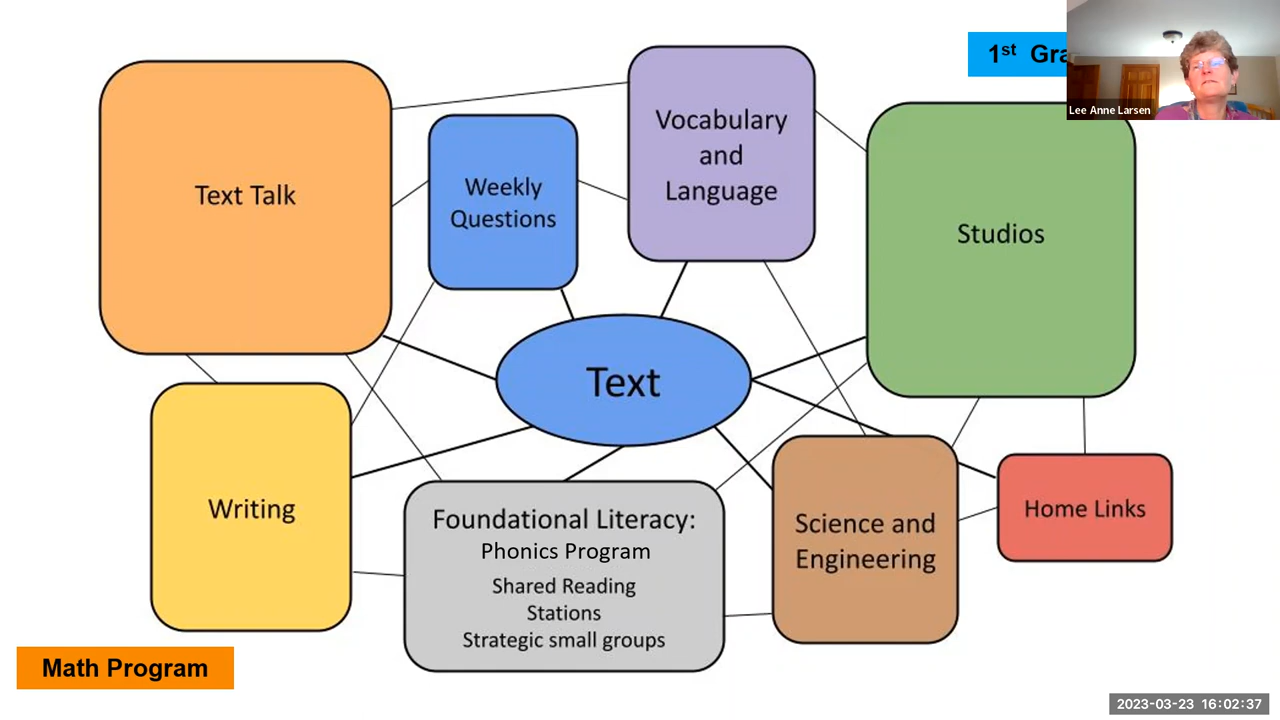 1st Gra
Lee Anne Larsen
Text Talk
Weekly
Questions
Vocabulary
and
Language
Studios
Text
Writing
Foundational Literacy:
Phonics Program
Shared Reading
Stations
Strategic small groups
Science and
Engineering
Home Links
Math Program
2023-03-23 16:02:37